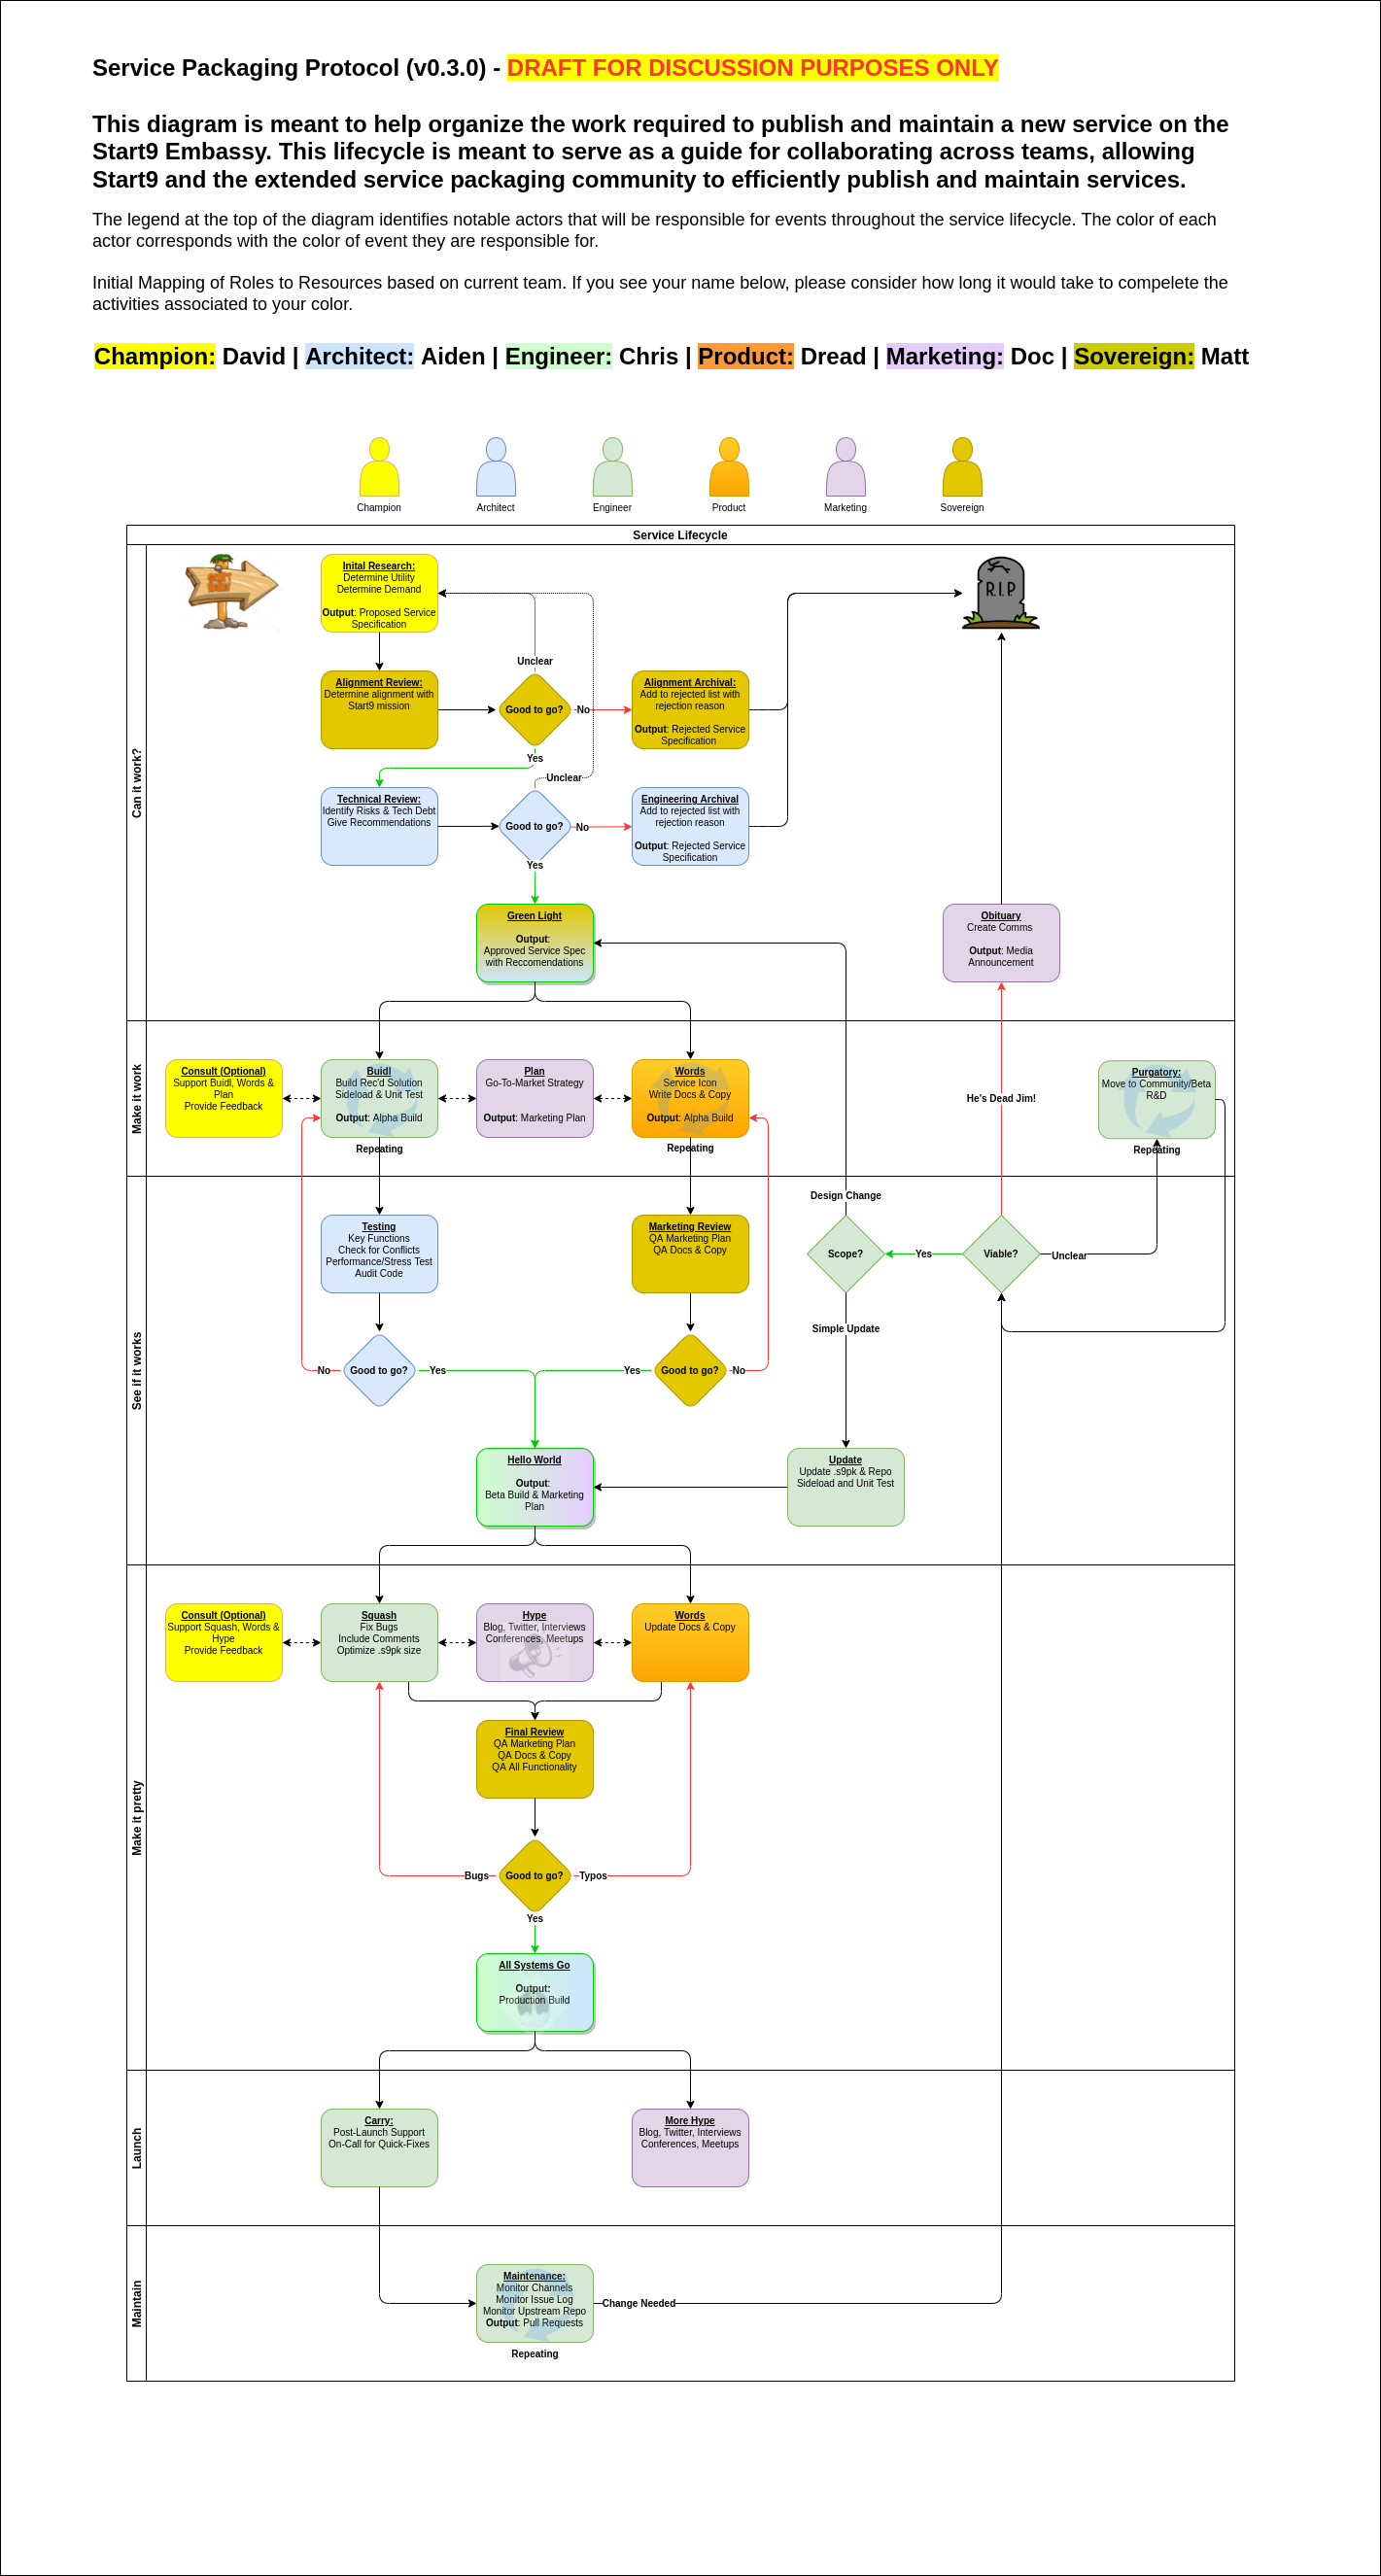 Service Packaging Protocol (v0.3.0) - DRAFT FOR DISCUSSION PURPOSES ONLY
This diagram is meant to help organize the work required to publish and maintain a new service on the
Start9 Embassy. This lifecycle is meant to serve as a guide for collaborating across teams, allowing
Start9 and the extended service packaging community to efficiently publish and maintain services.
The legend at the top of the diagram identifies notable actors that will be responsible for events throughout the service lifecycle. The color of each
actor corresponds with the color of event they are responsible for.
Initial Mapping of Roles to Resources based on current team. If you see your name below, please consider how long it would take to compelete the
activities associated to your color.
Champion: David | Architect: Aiden | Engineer: Chris | Product: Dread | Marketing: Doc | Sovereign: Matt
Champion
Architect
Engineer
Product
Marketing
Sovereign
Service Lifecycle
Can it work?
Inital Research:
Determine Utility
Determine Demand
Output: Proposed Service
Specification
R.I.P
Unclear
Alignment Review:
Determine alignment with
Start9 mission
Good to go?
No
Alignment Archival:
Add to rejected list with
rejection reason
Output: Rejected Service
Specification
Yes
Unclear
Technical Review:
Identify Risks & Tech Debt
Give Recommendations
Good to go?
No
Engineering Archival
Add to rejected list with
rejection reason
Output: Rejected Service
Specification
Yes
Green Light
Output:
Approved Service Spec
with Reccomendations
Obituary
Create Comms
Output: Media
Announcement
Make it work
Consult (Optional)
Support Buidl, Words &
Plan
Provide Feedback
Buidl
Build Rec'd Solution
Sideload & Unit Test
Output: Alpha Build
Repeating
Plan
Go-To-Market Strategy
Output: Marketing Plan
Words
Service Icon
Write Docs & Copy
Output: Alpha Build
Repeating
He's Dead Jim!
Purgatory:
Move to Community/Beta
R&D
Repeating
See if it works
Testing
Key Functions
Check for Conflicts
Performance/Stress Test
Audit Code
Marketing Review
QA Marketing Plan
QA Docs & Copy
Design Change
Scope?
Yes
Viable?
Unclear
Simple Update
No
Good to go?
Yes
Yes
Good to go?
No
Hello World
Output:
Beta Build & Marketing
Plan
Update
Update .s9pk & Repo
Sideload and Unit Test
Make it pretty
Consult (Optional)
Support Squash, Words &
Hype
Provide Feedback
Squash
Fix Bugs
Include Comments
Optimize .s9pk size
Hype
Blog, Twitter, Interviews
Conferences, Meetups
Words
Update Docs & Copy
Final Review
QA Marketing Plan
QA Docs & Copy
QA All Functionality
Bugs
Good to go?
Typos
Yes
All Systems Go
Output:
Production Build
Launch
Carry:
Post-Launch Support
On-Call for Quick-Fixes
More Hype
Blog, Twitter, Interviews
Conferences, Meetups
Maintain
Maintenance:
Monitor Channels
Monitor Issue Log
Monitor Upstream Repo
Output: Pull Requests
Repeating
Change Needed